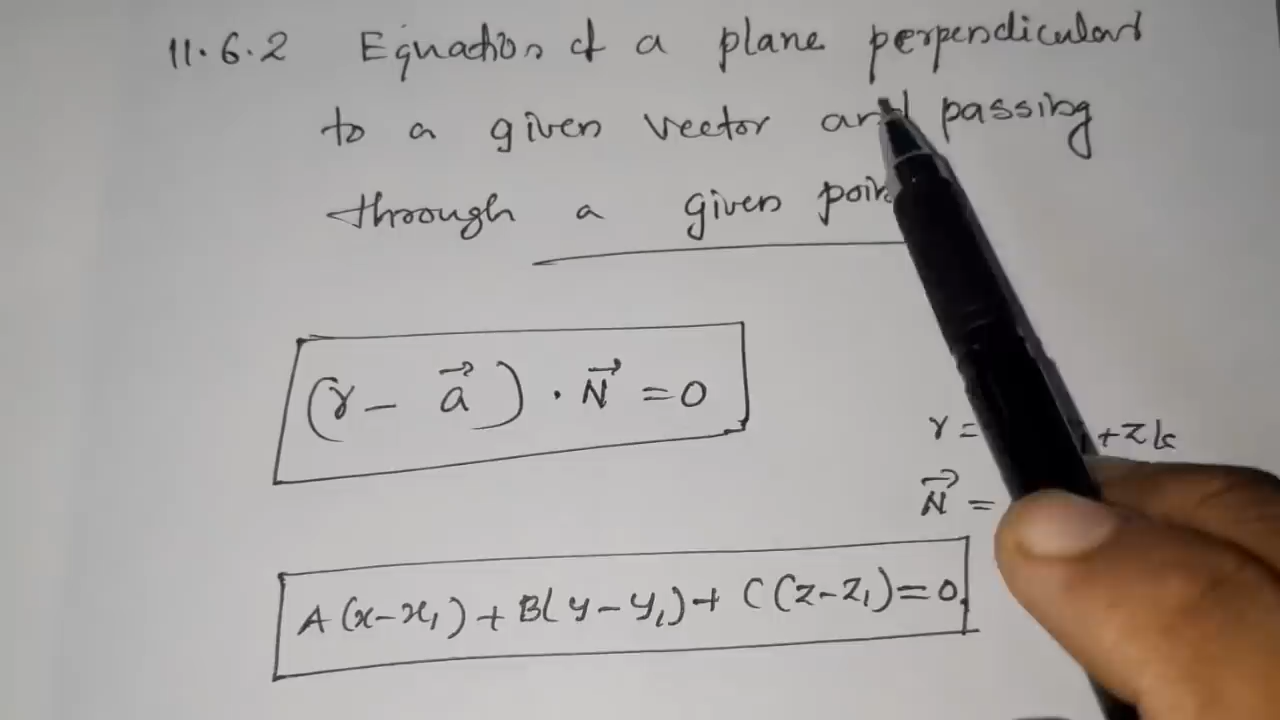 11.6.2 Equation of a plane perpendicular
to a given vector and passing
through a given
(r - a⃗) · N⃗ = 0
r = +zk
N⃗ =
A(x-x₁)+B(y-y₁)+C(z-z₁)=0